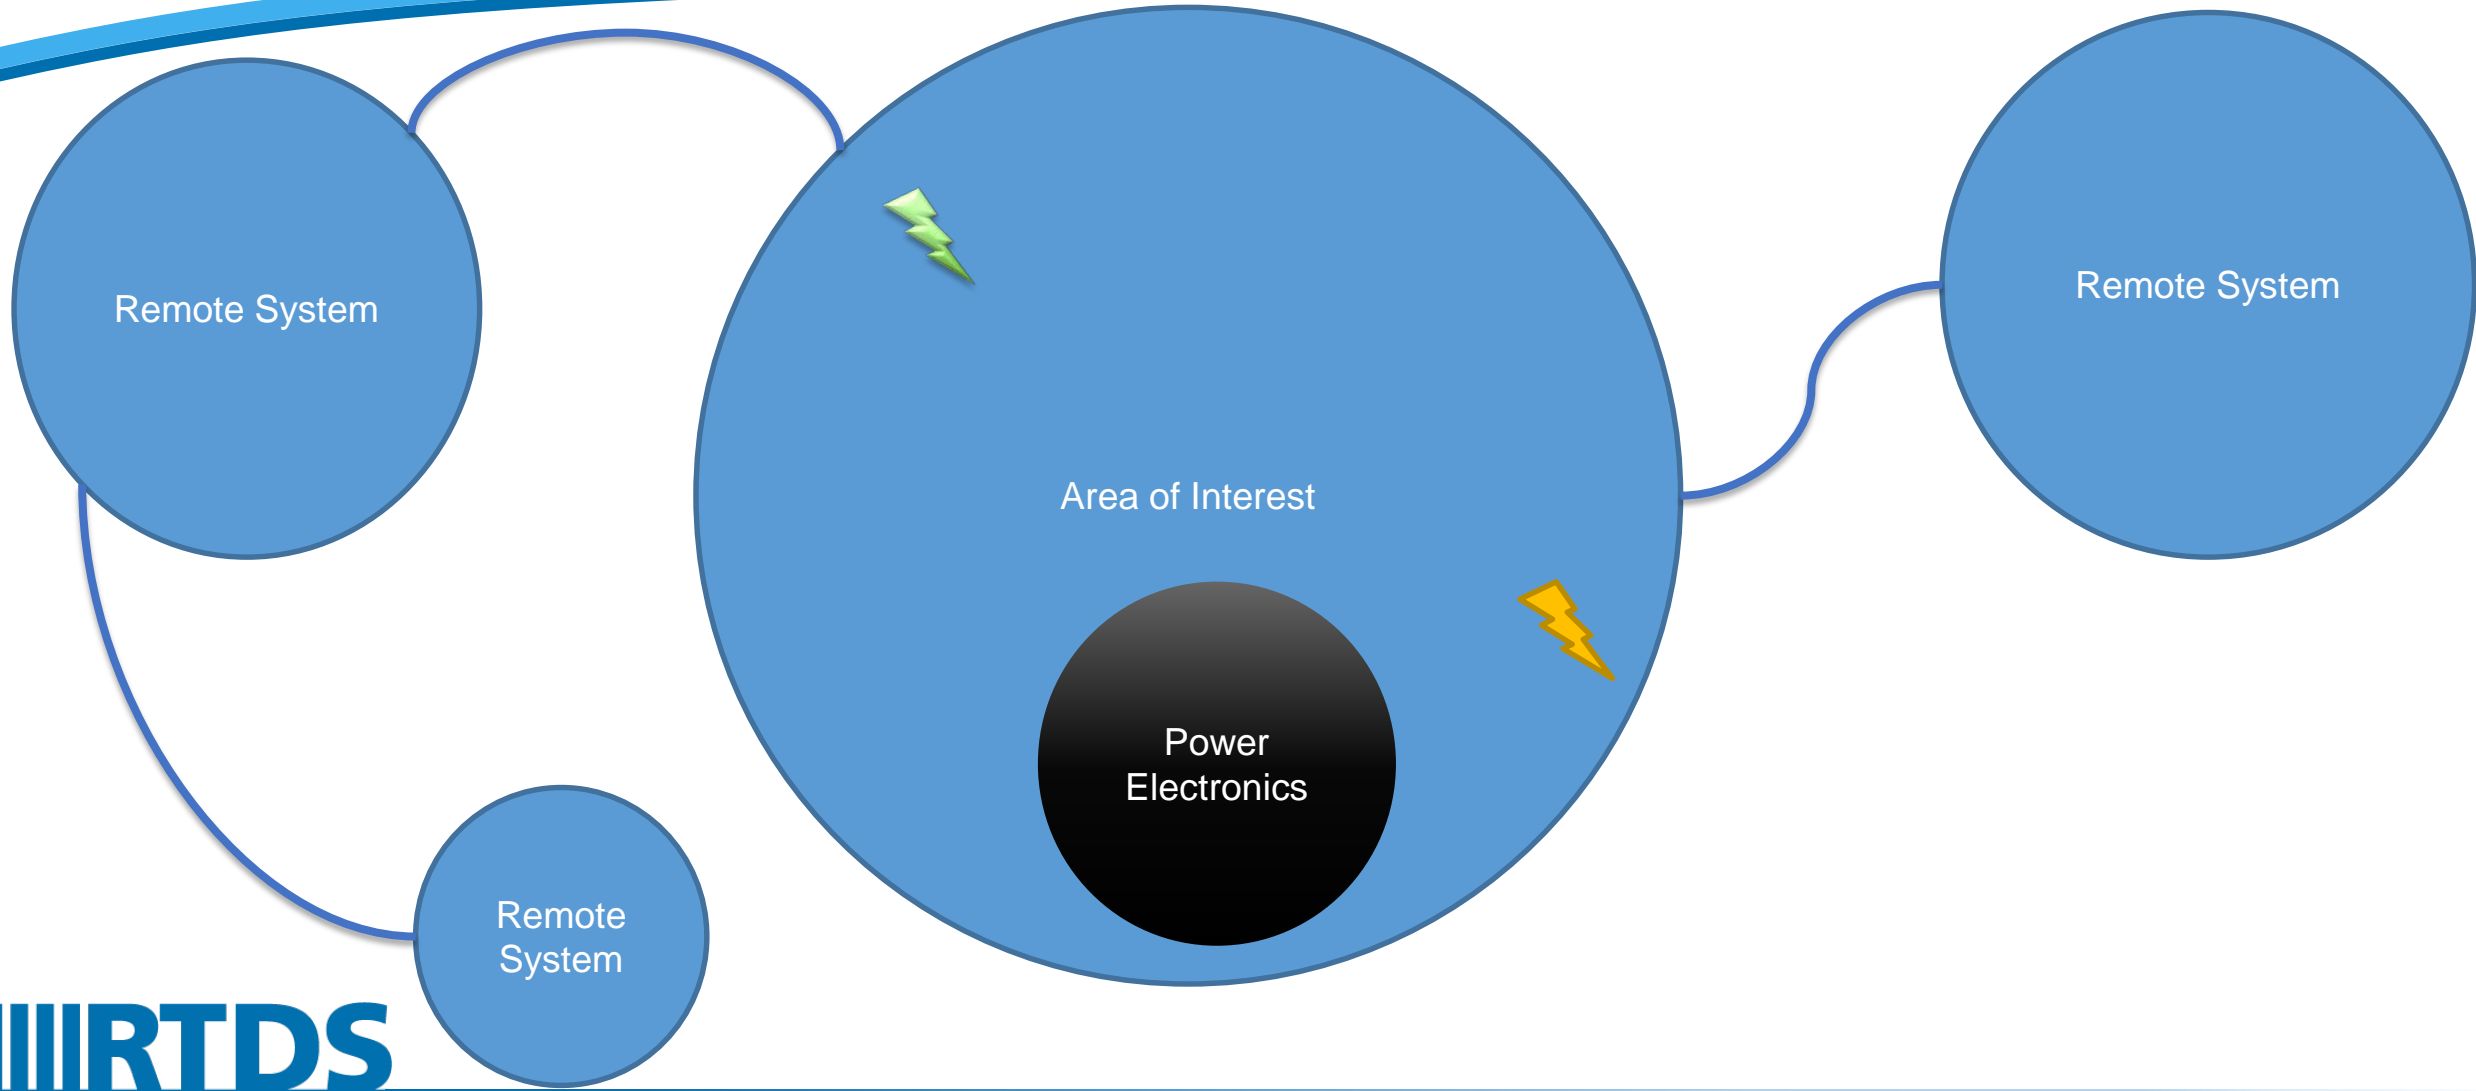 Remote System
Remote System
Area of Interest
Power
Electronics
Remote
System
RTDS